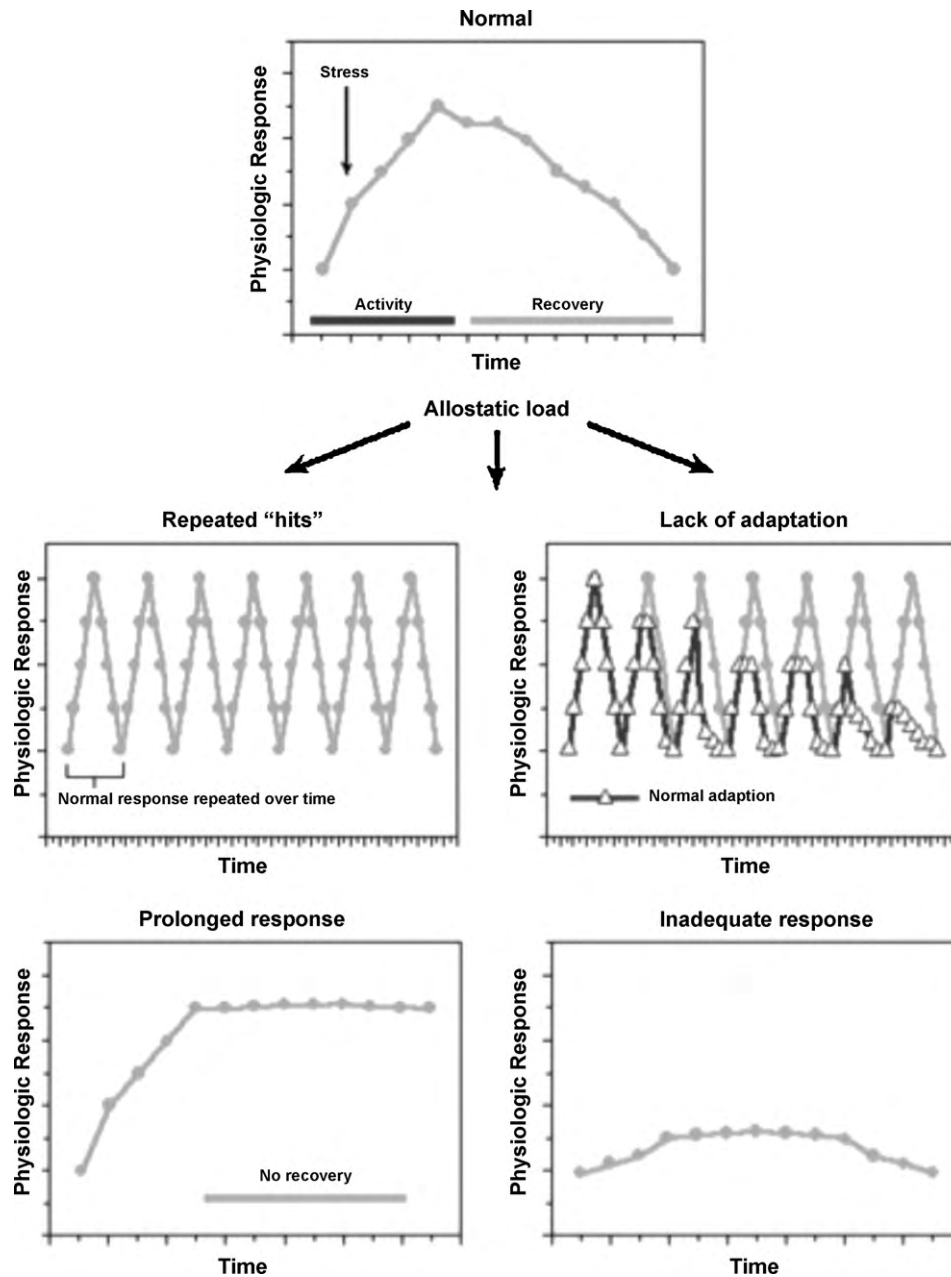 Normal
Stress
Physiologic Response
Activity
Recovery
Time
Allostatic load
Repeated “hits”
Physiologic Response
Normal response repeated over time
Time
Lack of adaptation
Physiologic Response
Normal adaption
Time
Prolonged response
Physiologic Response
No recovery
Time
Inadequate response
Physiologic Response
Time